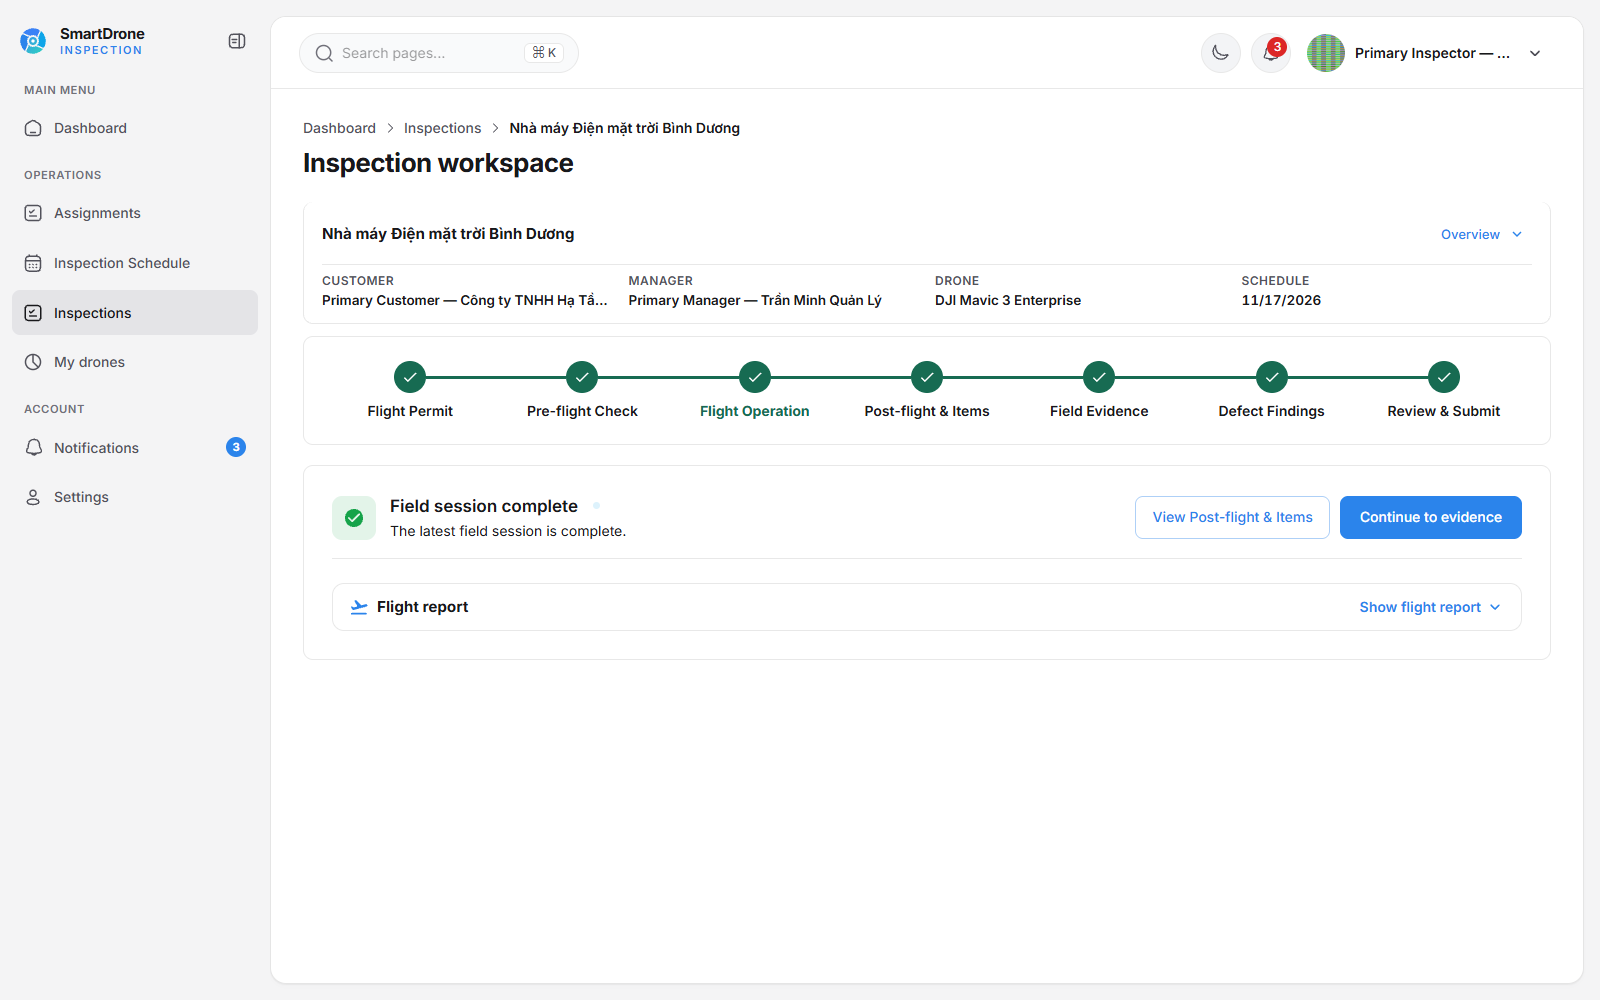 SmartDrone
INSPECTION
MAIN MENU
Dashboard
OPERATIONS
Assignments
Inspection Schedule
Inspections
My drones
ACCOUNT
Notifications
3
Settings
Search pages...
⌘ K
3
Primary Inspector — ...
Dashboard > Inspections > Nhà máy Điện mặt trời Bình Dương
Inspection workspace
Nhà máy Điện mặt trời Bình Dương
Overview
CUSTOMER
Primary Customer — Công ty TNHH Hạ Tầ...
MANAGER
Primary Manager — Trần Minh Quản Lý
DRONE
DJI Mavic 3 Enterprise
SCHEDULE
11/17/2026
Flight Permit
Pre-flight Check
Flight Operation
Post-flight & Items
Field Evidence
Defect Findings
Review & Submit
Field session complete
The latest field session is complete.
View Post-flight & Items
Continue to evidence
Flight report
Show flight report